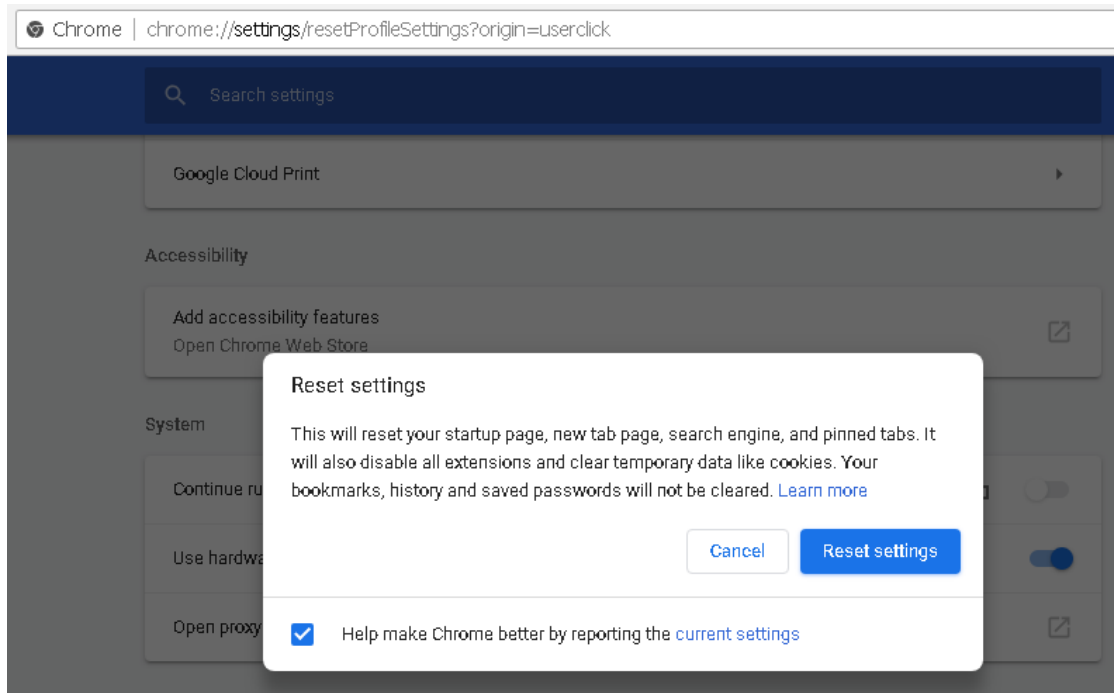 Chrome | chrome://settings/resetProfileSettings?origin=userclick
Search settings
Google Cloud Print
Accessibility
Add accessibility features
Open Chrome Web Store
System
Reset settings
This will reset your startup page, new tab page, search engine, and pinned tabs. It
will also disable all extensions and clear temporary data like cookies. Your
bookmarks, history and saved passwords will not be cleared. Learn more
Continue
Use
Cancel Reset settings
Open proxy
Help make Chrome better by reporting the current settings